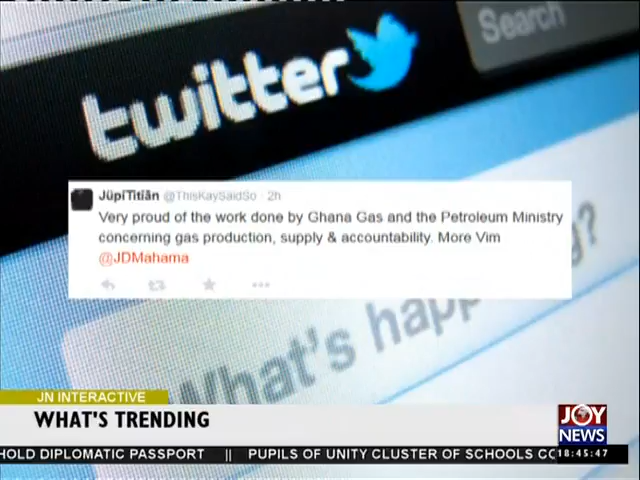 twitter
Search
JüpïTitïän @ThisKaySaidSo · 2h
Very proud of the work done by Ghana Gas and the Petroleum Ministry
concerning gas production, supply & accountability. More Vim
@JDMahama
What's happ g?
JN INTERACTIVE
WHAT'S TRENDING
JOY
NEWS
HOLD DIPLOMATIC PASSPORT || PUPILS OF UNITY CLUSTER OF SCHOOLS CO
18:45:47